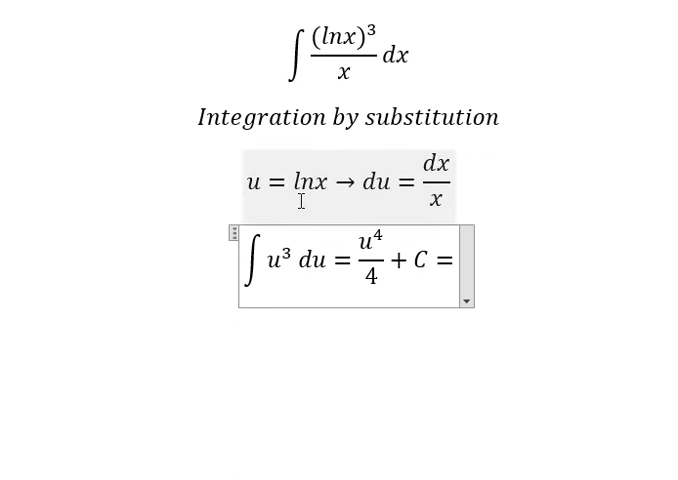 ∫ (lnx)³/x dx
Integration by substitution
u = lnx → du = dx/x
∫ u³ du = u⁴/4 + C =